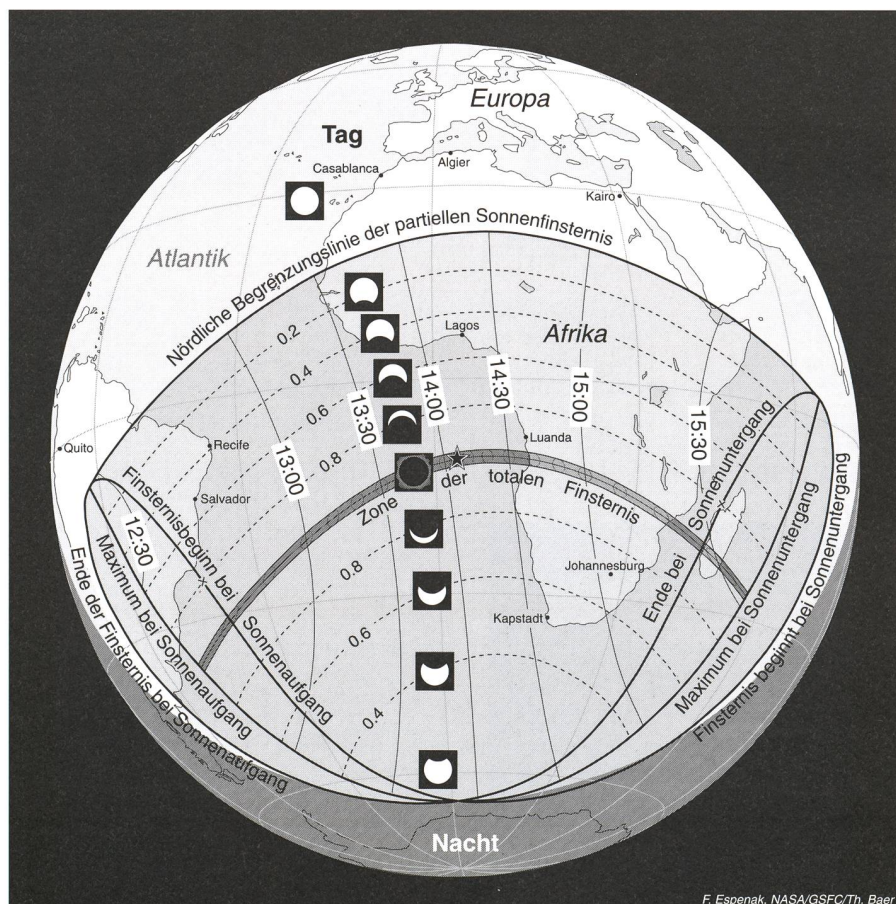 Europa
Tag
Casablanca
Algier
Kairo
Atlantik
Nördliche Begrenzungslinie der partiellen Sonnenfinsternis
0.2
Lagos
Afrika
0.4
0.6
13:30
14:00
14:30
15:00
15:30
0.8
Quito
Recife
Luanda
13:00
Salvador
Zone der totalen Finsternis
Finsternisbeginn bei Sonnenaufgang
12:30
Maximum bei Sonnenaufgang
Ende der Finsternis bei Sonnenaufgang
Ende bei Sonnenuntergang
Maximum bei Sonnenuntergang
Finsternis beginnt bei Sonnenuntergang
0.8
Johannesburg
Kapstadt
0.6
0.4
Nacht
F. Espenak, NASA/GSFC/Th. Baer